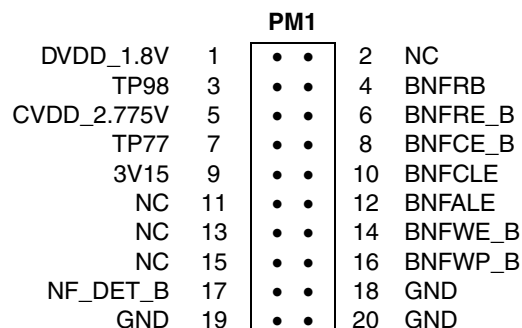 PM1
DVDD_1.8V 1 2 NC
TP98 3 4 BNFRB
CVDD_2.775V 5 6 BNFRE_B
TP77 7 8 BNFCE_B
3V15 9 10 BNFCLE
NC 11 12 BNFALE
NC 13 14 BNFWE_B
NC 15 16 BNFWP_B
NF_DET_B 17 18 GND
GND 19 20 GND